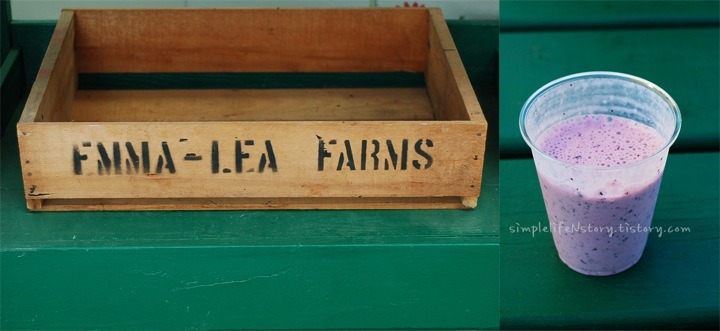 EMMA-LEA FARMS
simplelifeNstory.tistory.com